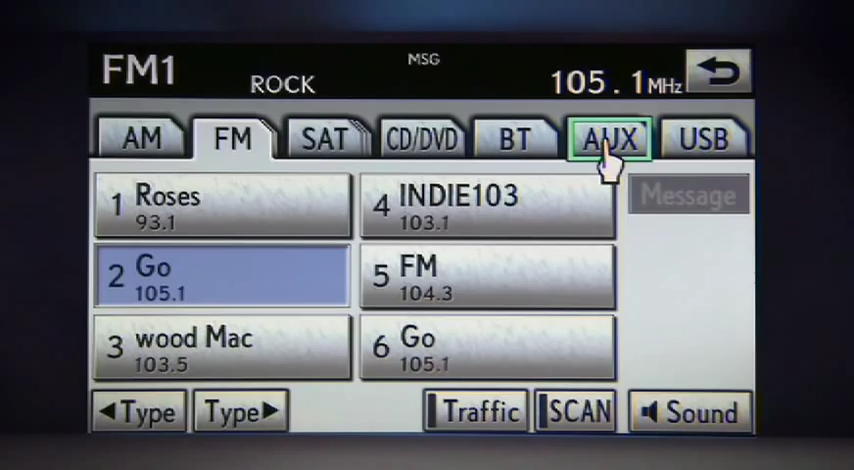 FM1
MSG
ROCK
105.1MHz
AM FM SAT CD/DVD BT AUX USB
1 Roses
93.1
4 INDIE103
103.1
Message
2 Go
105.1
5 FM
104.3
3 wood Mac
103.5
6 Go
105.1
◀Type Type▶ Traffic SCAN Sound